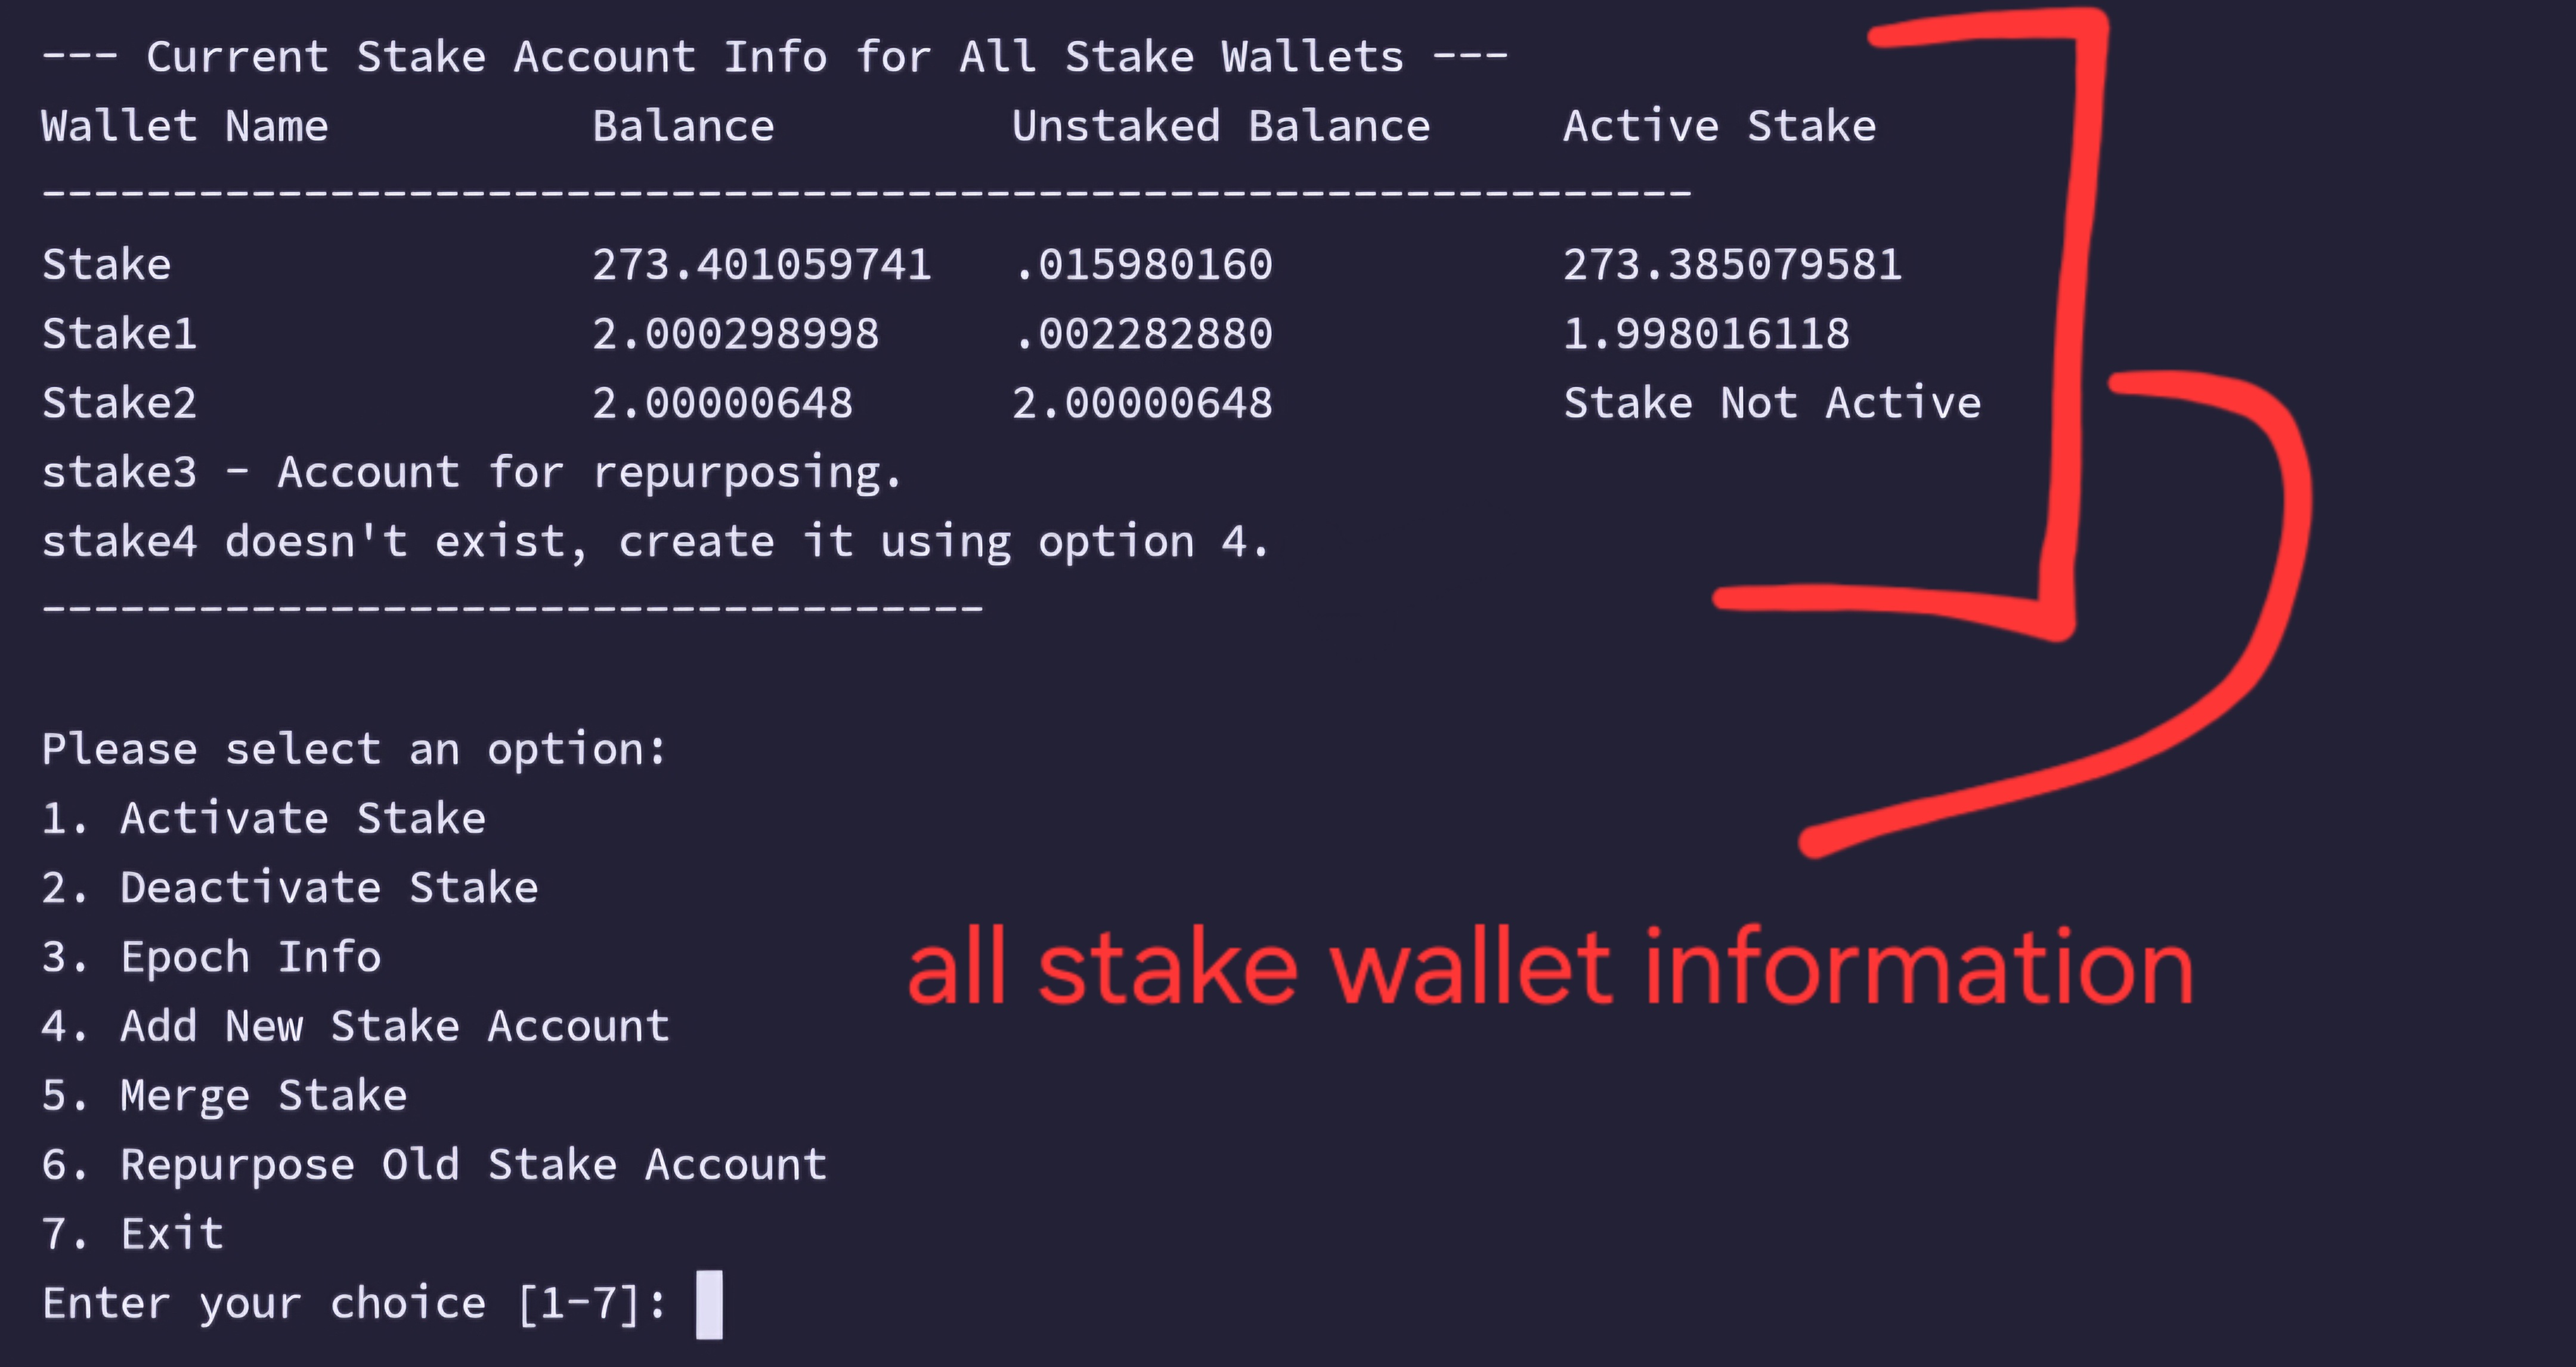 --- Current Stake Account Info for All Stake Wallets ---
Wallet Name Balance Unstaked Balance Active Stake
---------------------------------------------------------------
Stake 273.401059741 .015980160 273.385079581
Stake1 2.000298998 .002282880 1.998016118
Stake2 2.00000648 2.00000648 Stake Not Active
stake3 - Account for repurposing.
stake4 doesn't exist, create it using option 4.
------------------------------------
Please select an option:
1. Activate Stake
2. Deactivate Stake
3. Epoch Info
4. Add New Stake Account
5. Merge Stake
6. Repurpose Old Stake Account
7. Exit
Enter your choice [1-7]:
all stake wallet information